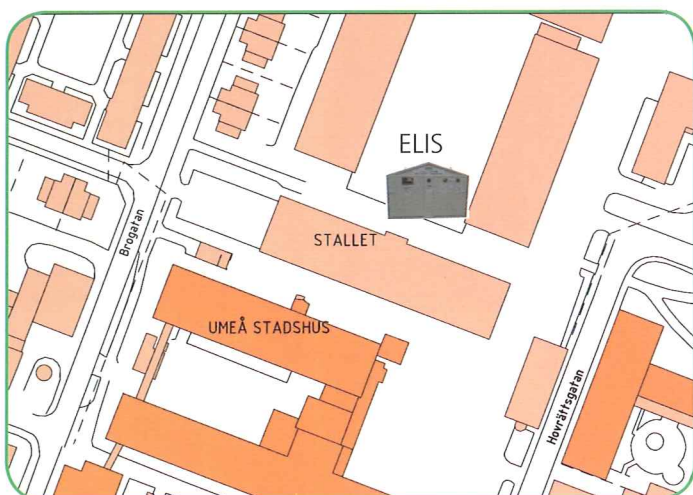 ELIS
STALLET
Brogatan
UMEÅ STADSHUS
Hovrättsgatan